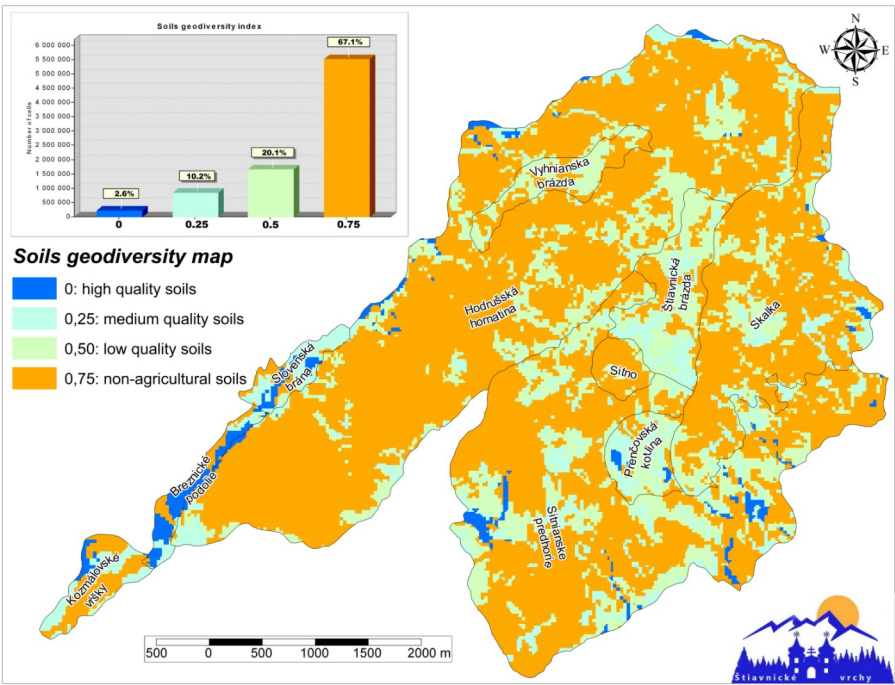 Soils geodiversity index
Number of cells
6 000 000
5 500 000
5 000 000
4 500 000
4 000 000
3 500 000
3 000 000
2 500 000
2 000 000
1 500 000
1 000 000
500 000
0
2.6%
10.2%
20.1%
67.1%
0
0.25
0.5
0.75
N
W
E
S
Soils geodiversity map
0: high quality soils
0,25: medium quality soils
0,50: low quality soils
0,75: non-agricultural soils
Vyhnianska
brázda
Hodrušská
hornatina
Štiavnická
brázda
Skalka
Sitno
Slovenská
brána
Prenčovská
kotlina
Breznické
podolie
Sitnianske
predhorie
Kozmálovské
vŕšky
500 0 500 1000 1500 2000 m
Štiavnické vrchy